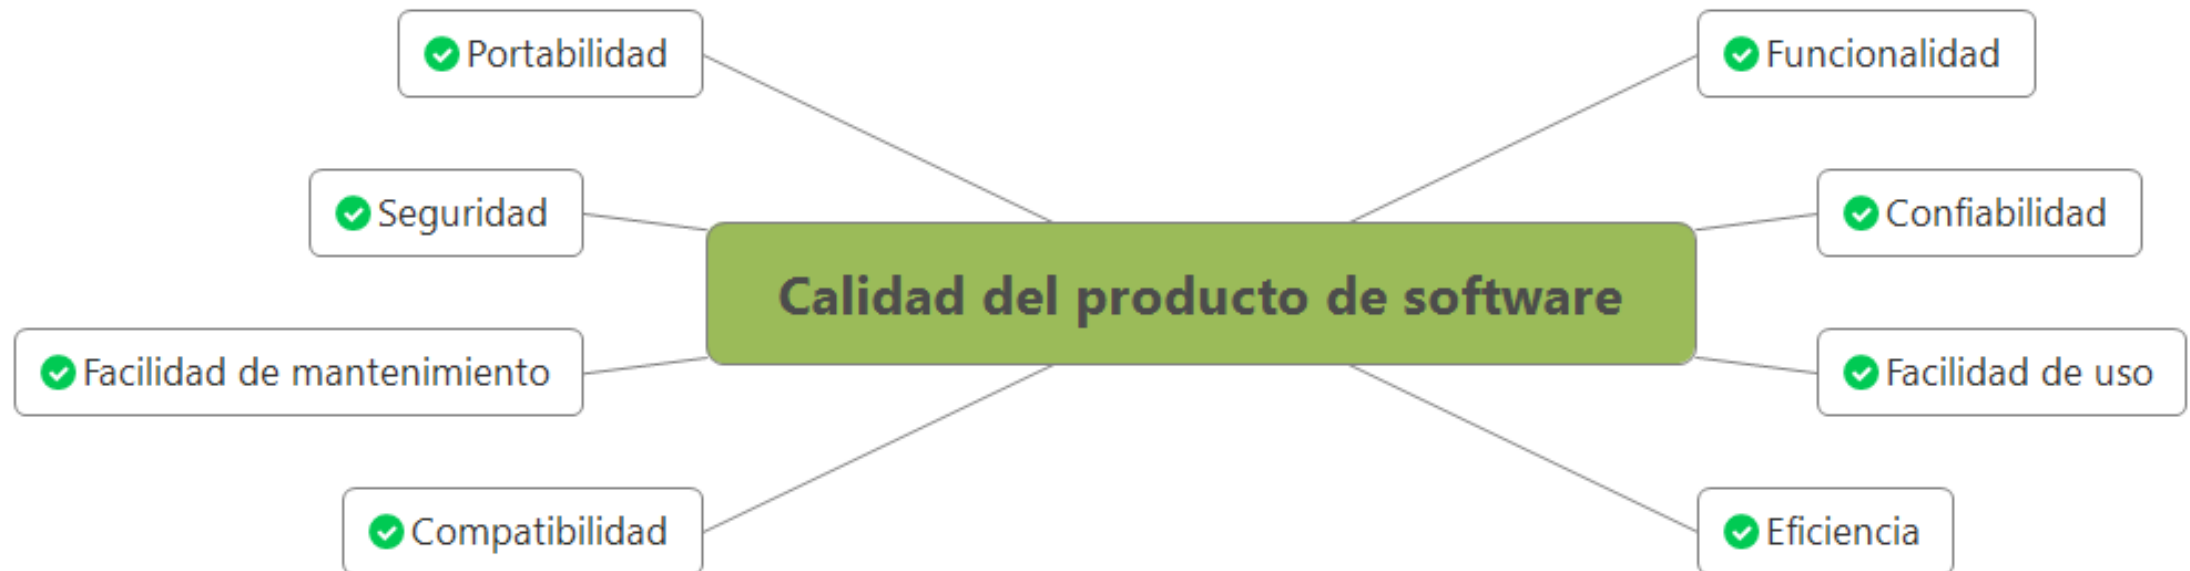 Portabilidad
Funcionalidad
Seguridad
Confiabilidad
Calidad del producto de software
Facilidad de mantenimiento
Facilidad de uso
Compatibilidad
Eficiencia